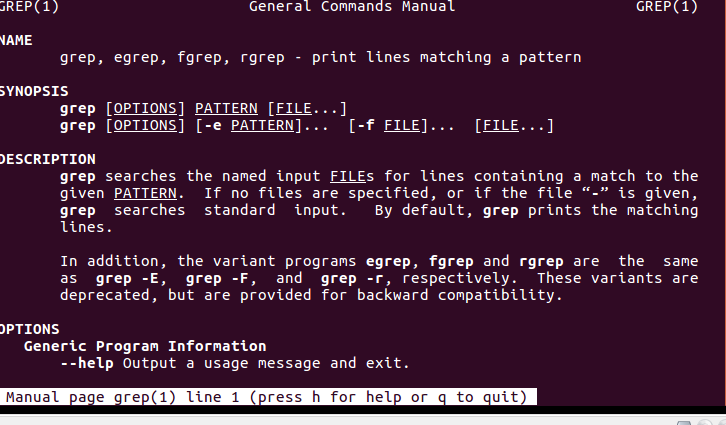 GREP(1) General Commands Manual GREP(1)
NAME
grep, egrep, fgrep, rgrep - print lines matching a pattern
SYNOPSIS
grep [OPTIONS] PATTERN [FILE...]
grep [OPTIONS] [-e PATTERN]... [-f FILE]... [FILE...]
DESCRIPTION
grep searches the named input FILEs for lines containing a match to the
given PATTERN. If no files are specified, or if the file “-” is given,
grep searches standard input. By default, grep prints the matching
lines.
In addition, the variant programs egrep, fgrep and rgrep are the same
as grep -E, grep -F, and grep -r, respectively. These variants are
deprecated, but are provided for backward compatibility.
OPTIONS
Generic Program Information
--help Output a usage message and exit.
Manual page grep(1) line 1 (press h for help or q to quit)